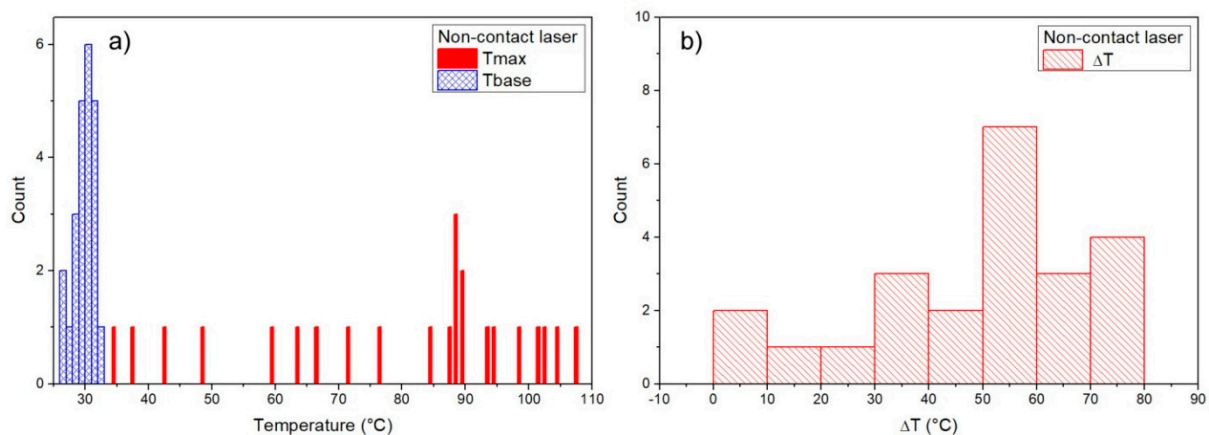 a)
Non-contact laser
Tmax
Tbase
Count
6
4
2
0
30 40 50 60 70 80 90 100 110
Temperature (°C)
b)
Non-contact laser
ΔT
Count
10
8
6
4
2
0
-10 0 10 20 30 40 50 60 70 80 90
ΔT (°C)